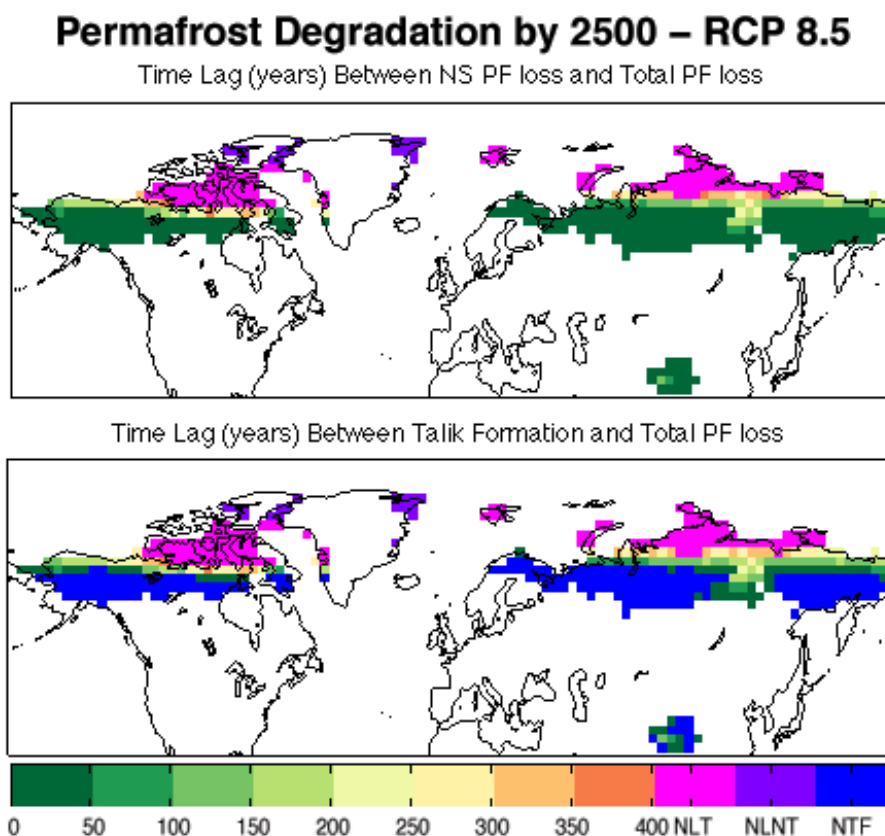 Permafrost Degradation by 2500 – RCP 8.5
Time Lag (years) Between NS PF loss and Total PF loss
Time Lag (years) Between Talik Formation and Total PF loss
0 50 100 150 200 250 300 350 400 NLT NLNT NTF